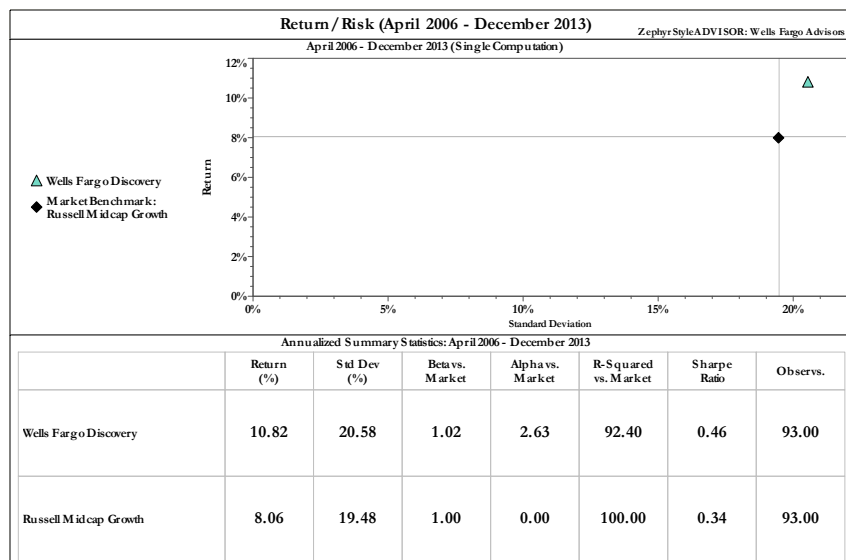 Return/Risk (April 2006 - December 2013)
Zephyr StyleADVISOR: Wells Fargo Advisors
April 2006 - December 2013 (Single Computation)
12%
10%
8%
6%
4%
2%
0%
Return
0% 5% 10% 15% 20%
Standard Deviation
Wells Fargo Discovery
Market Benchmark:
Russell Midcap Growth
Annualized Summary Statistics: April 2006 - December 2013
Return (%) Std Dev (%) Beta vs. Market Alpha vs. Market R-Squared vs. Market Sharpe Ratio Observs.
Wells Fargo Discovery 10.82 20.58 1.02 2.63 92.40 0.46 93.00
Russell Midcap Growth 8.06 19.48 1.00 0.00 100.00 0.34 93.00